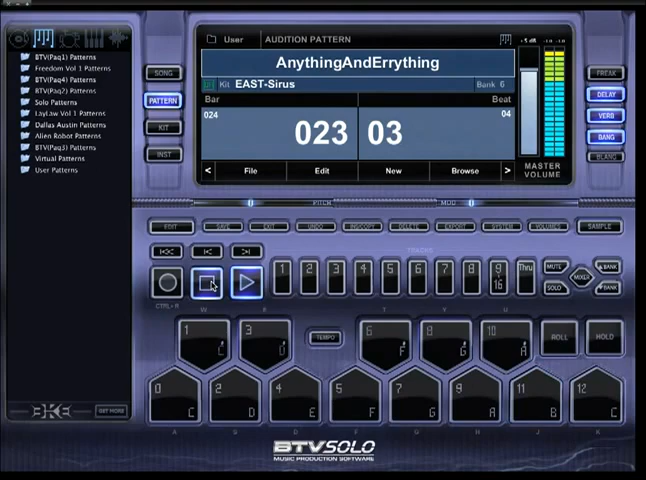 BTV(Paq1) Patterns
Freedom Vol 1 Patterns
BTV(Paq4) Patterns
BTV(Paq2) Patterns
Solo Patterns
LayLaw Vol 1 Patterns
Dallas Austin Patterns
Alien Robot Patterns
BTV(Paq3) Patterns
Virtual Patterns
User Patterns
GET MORE
SONG
PATTERN
KIT
INST
User AUDITION PATTERN
AnythingAndErrything
Kit EAST-Sirus Bank 6
Bar Beat
024 04
023 03
< File Edit New Browse >
MASTER
VOLUME
FREAK
DELAY
VERB
BANG
BLANG
PITCH MOD
EDIT SAVE EXIT UNDO DELETE EXPORT SYSTEM VOLUMES SAMPLE
TRACKS
1 2 3 4 5 6 7 8 9 16 Thru
MUTE
SOLO
MIXER
BANK
BANK
CTRL+R W T Y U
1 3 TEMPO 6 F 8 G 10 A ROLL HOLD
0 C 2 D 4 E 5 F 7 G 9 A 11 B 12 C
A S D F G H J K
BTVSOLO
MUSIC PRODUCTION SOFTWARE